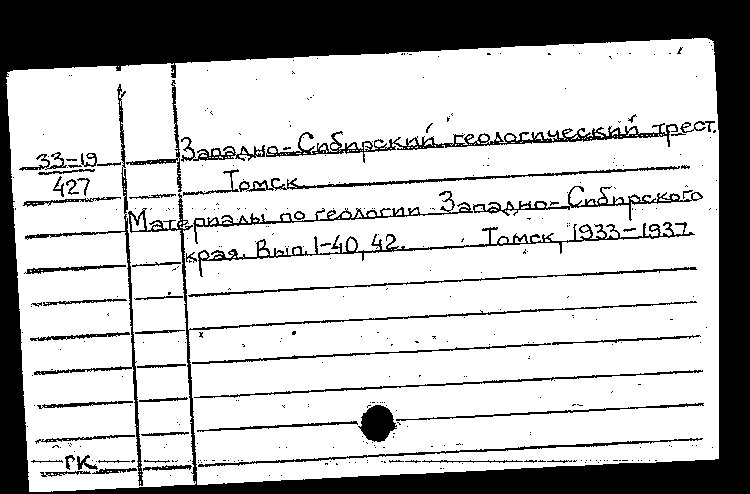 Западно-Сибирский геологический трест.
33-19
427
Томск
Материалы по геологии Западно-Сибирского
края. Вып. 1-40, 42. Томск, 1933-1937.
гк